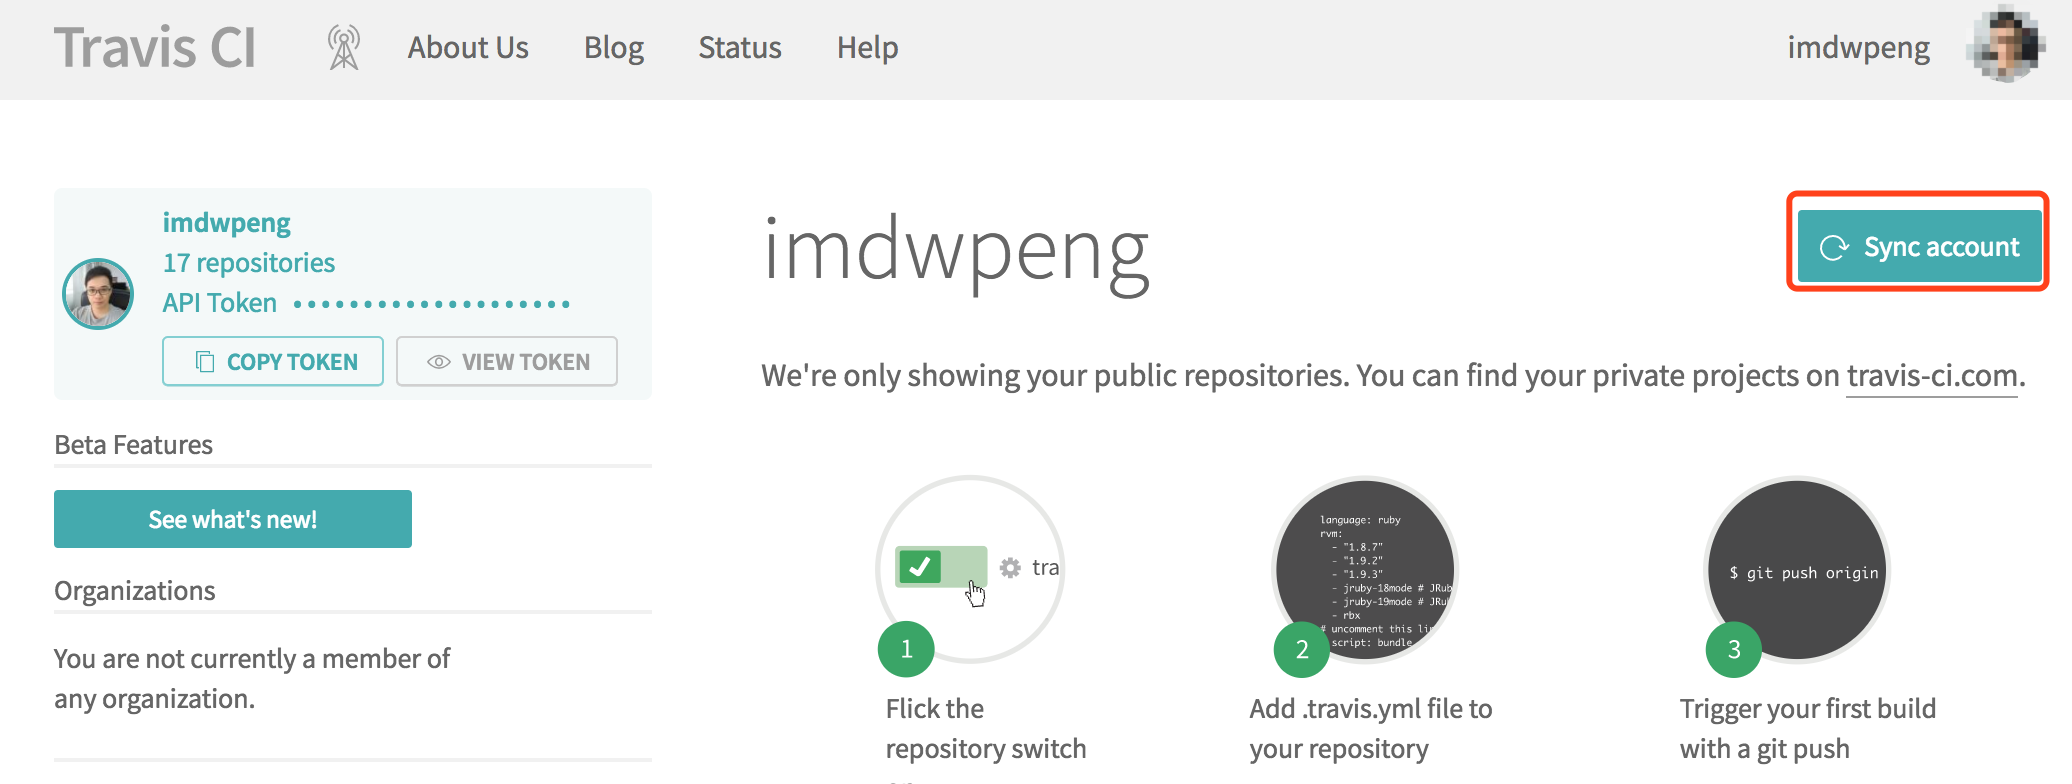 Travis CI
About Us
Blog
Status
Help
imdwpeng
imdwpeng
17 repositories
API Token
COPY TOKEN
VIEW TOKEN
Beta Features
See what's new!
Organizations
You are not currently a member of
any organization.
imdwpeng
Sync account
We're only showing your public repositories. You can find your private projects on travis-ci.com.
tra
1
Flick the
repository switch
language: ruby
rvm:
- "1.8.7"
- "1.9.2"
- "1.9.3"
- jruby-18mode # JRub
- jruby-19mode # JRu
- rbx
# uncomment this li
script: bundle
2
Add .travis.yml file to
your repository
$ git push origin
3
Trigger your first build
with a git push